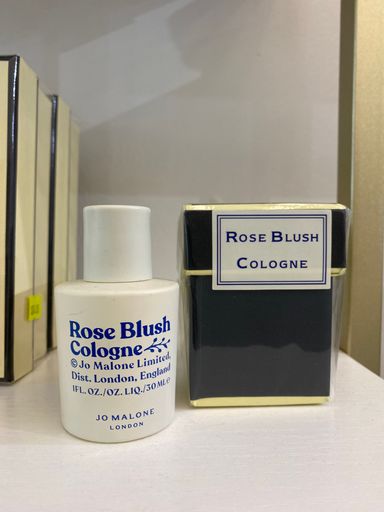 Rose Blush
Cologne
© Jo Malone Limited,
Dist. London, England
1FL. OZ./OZ. LIQ./30 ML ℮
JO MALONE
LONDON
ROSE BLUSH
COLOGNE